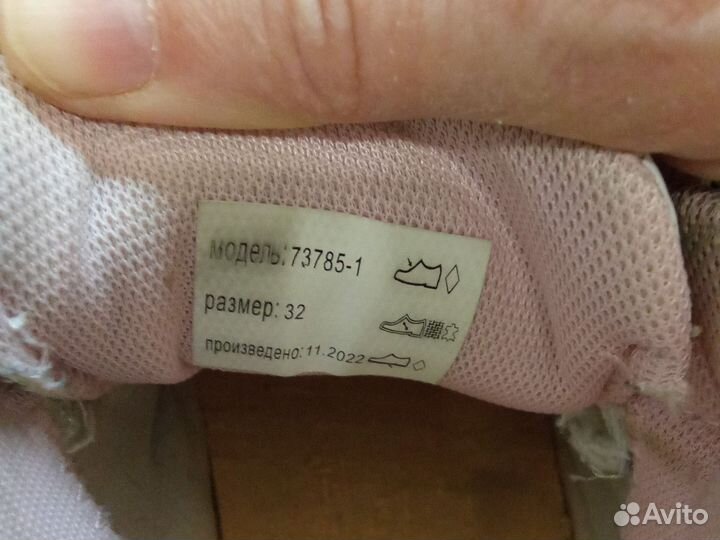 модель: 73785-1
размер: 32
произведено: 11.2022
Avito